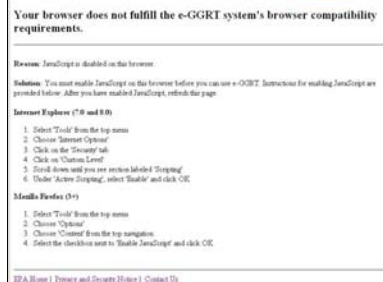 Your browser does not fulfill the e-GGRT system's browser compatibility
requirements.
Reason: JavaScript is disabled on this browser.
Solution: You must enable JavaScript on this browser before you can use e-GGRT. Instructions for enabling JavaScript are
provided below. After you have enabled JavaScript, refresh this page.
Internet Explorer (7.0 and 8.0)
1. Select 'Tools' from the top menu
2. Choose 'Internet Options'
3. Click on the 'Security' tab
4. Click on 'Custom Level'
5. Scroll down until you see section labeled 'Scripting'
6. Under 'Active Scripting', select 'Enable' and click OK
Mozilla Firefox (3+)
1. Select 'Tools' from the top menu
2. Choose 'Options'
3. Choose 'Content' from the top navigation
4. Select the checkbox next to 'Enable JavaScript' and click OK
EPA Home | Privacy and Security Notice | Contact Us